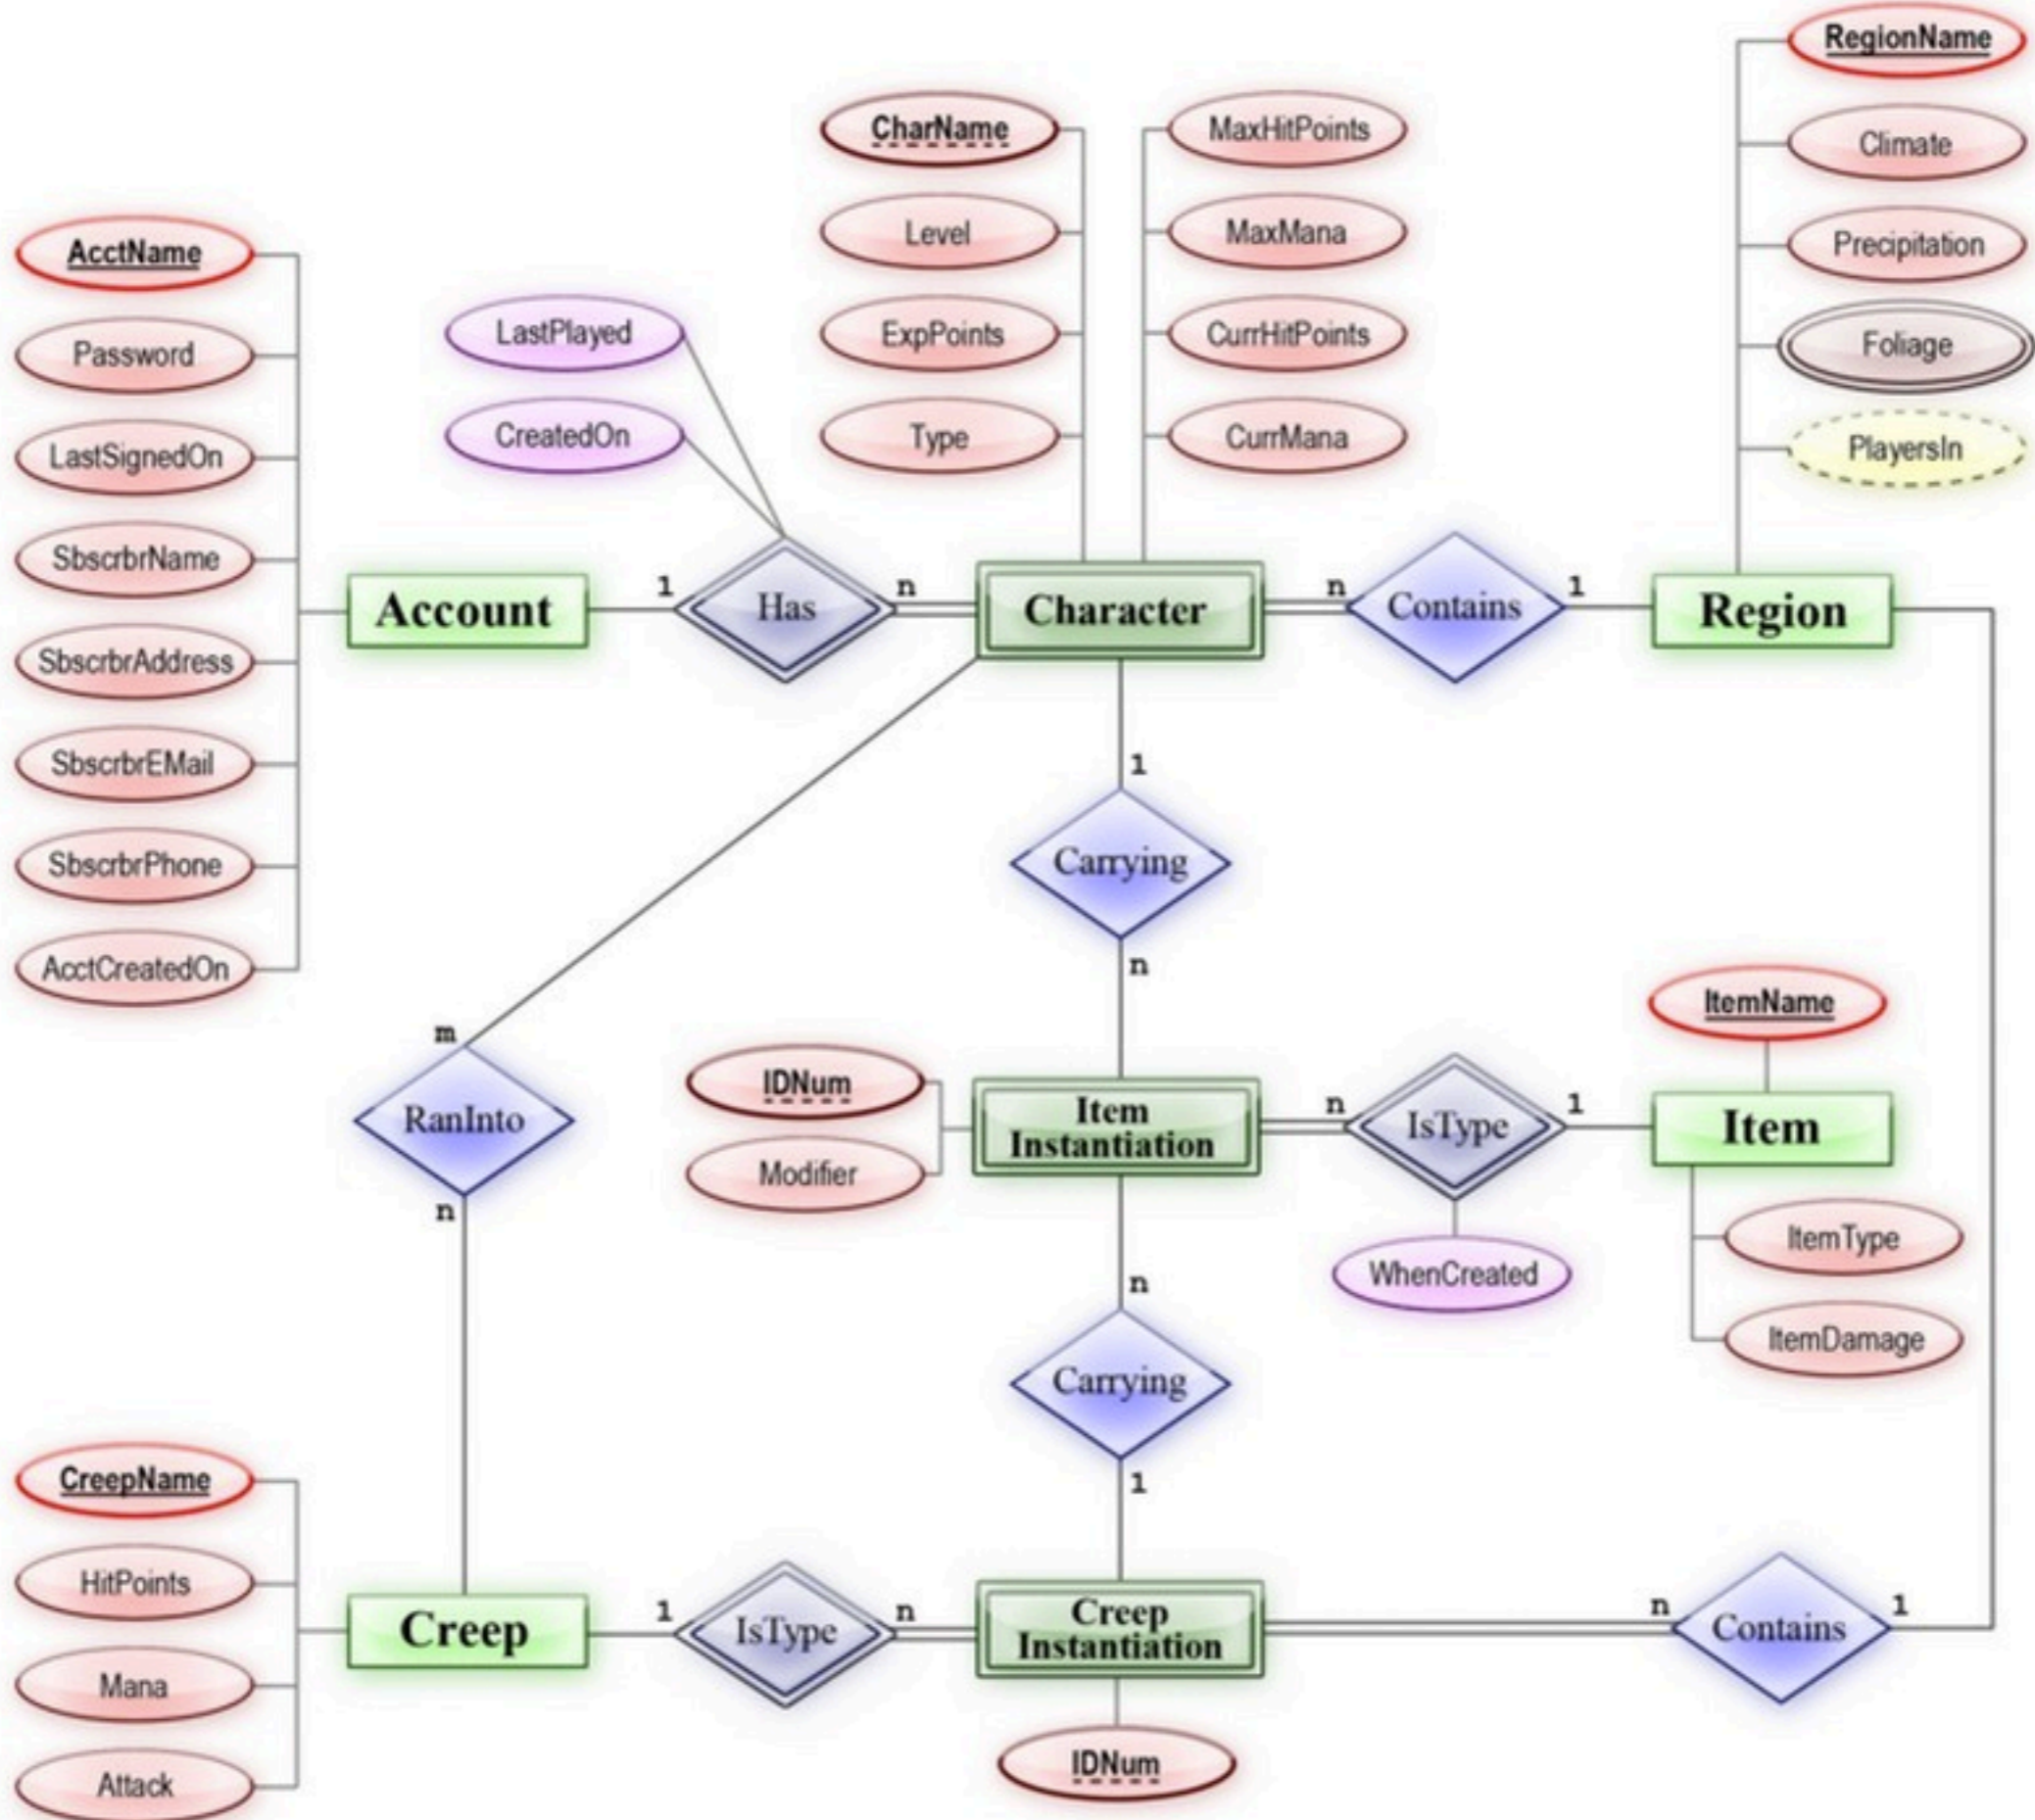 RegionName
CharName
MaxHitPoints
Climate
Level
MaxMana
Precipitation
AcctName
LastPlayed
ExpPoints
CurrHitPoints
Foliage
Password
CreatedOn
Type
CurrMana
PlayersIn
LastSignedOn
SbscrbrName
1
n
n
1
Account
Has
Character
Contains
Region
SbscrbrAddress
SbscrbrEMail
1
SbscrbrPhone
Carrying
AcctCreatedOn
n
ItemName
m
IDNum
RanInto
Item
Instantiation
n
IsType
1
Item
Modifier
n
ItemType
WhenCreated
n
ItemDamage
Carrying
CreepName
1
HitPoints
1
n
n
1
Creep
IsType
Creep
Instantiation
Contains
Mana
IDNum
Attack